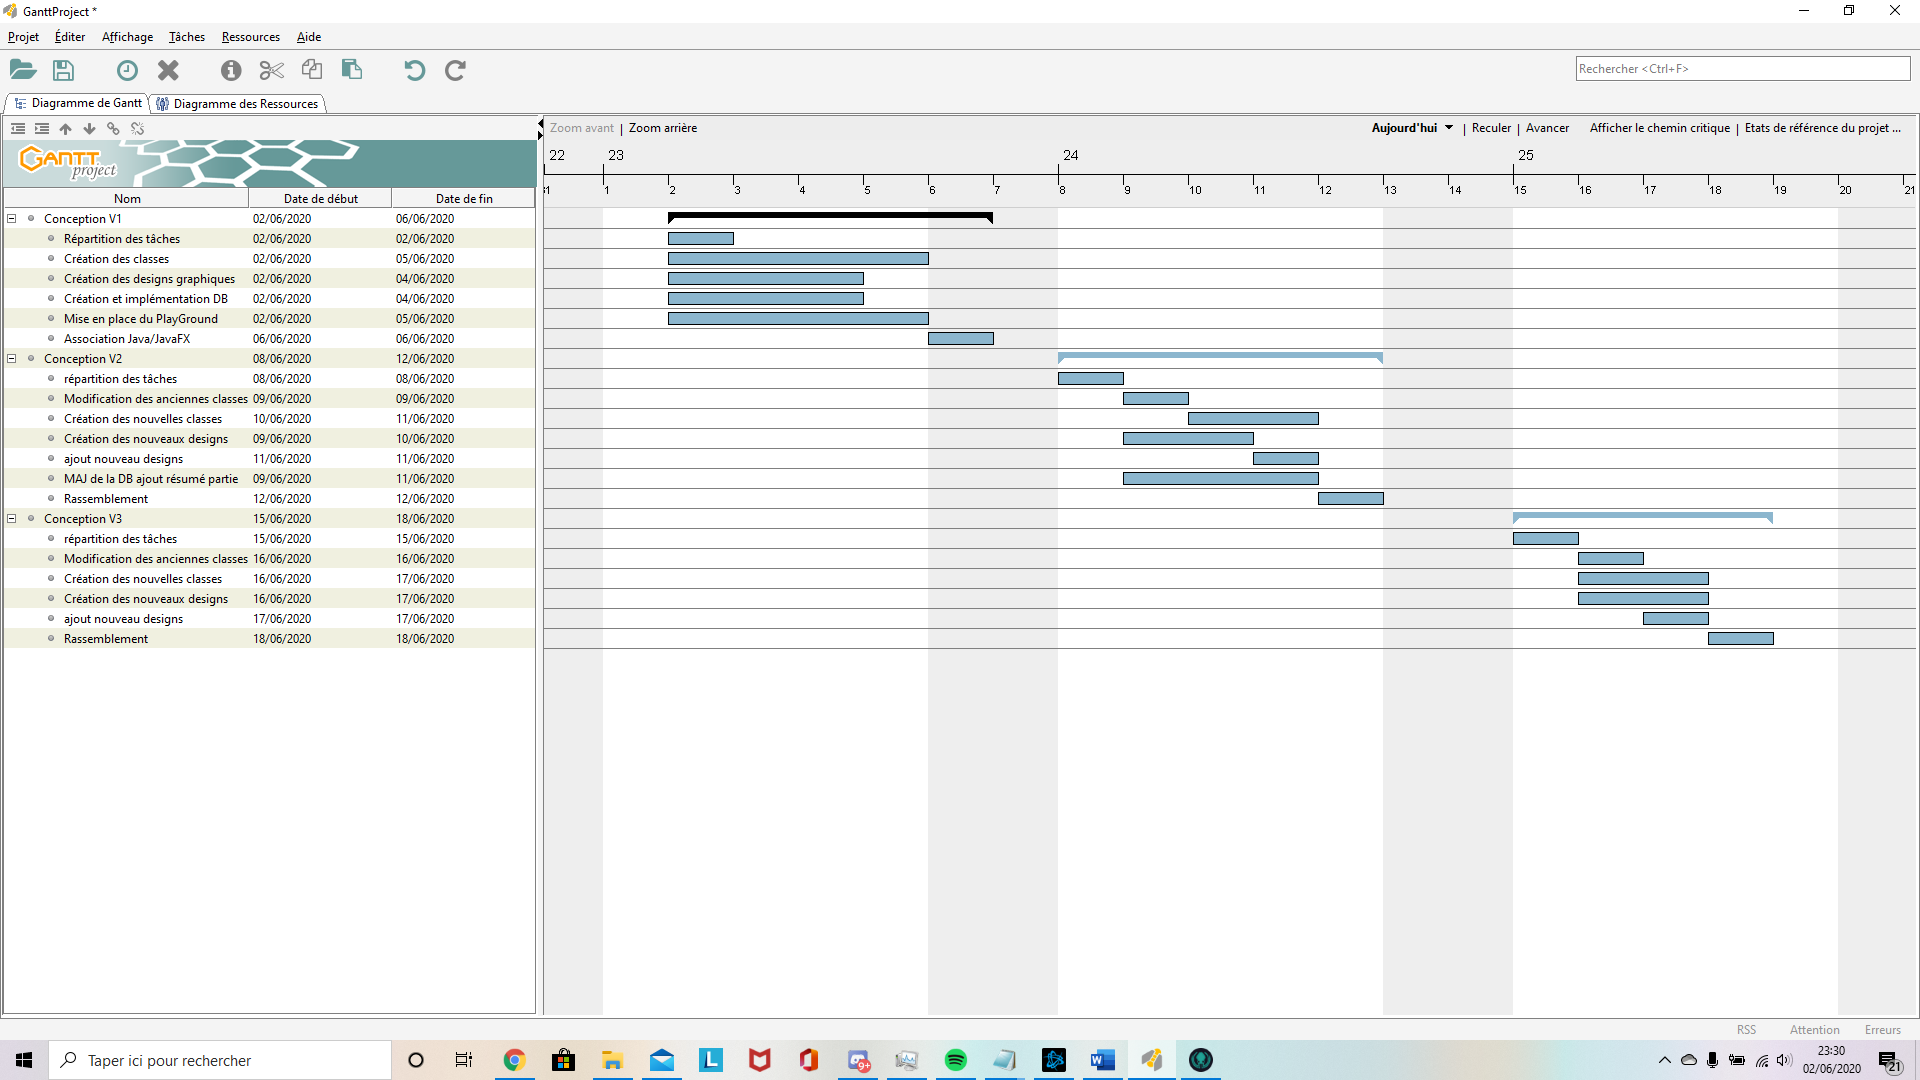 GanttProject *
Projet Éditer Affichage Tâches Ressources Aide
Rechercher <Ctrl+F>
Diagramme de Gantt Diagramme des Ressources
Zoom avant | Zoom arrière Aujourd'hui | Reculer | Avancer Afficher le chemin critique | Etats de référence du projet ...
GANTT project
22 23 24 25
31 1 2 3 4 5 6 7 8 9 10 11 12 13 14 15 16 17 18 19 20 21
Nom Date de début Date de fin
Conception V1 02/06/2020 06/06/2020
Répartition des tâches 02/06/2020 02/06/2020
Création des classes 02/06/2020 05/06/2020
Création des designs graphiques 02/06/2020 04/06/2020
Création et implémentation DB 02/06/2020 04/06/2020
Mise en place du PlayGround 02/06/2020 05/06/2020
Association Java/JavaFX 06/06/2020 06/06/2020
Conception V2 08/06/2020 12/06/2020
répartition des tâches 08/06/2020 08/06/2020
Modification des anciennes classes 09/06/2020 09/06/2020
Création des nouvelles classes 10/06/2020 11/06/2020
Création des nouveaux designs 09/06/2020 10/06/2020
ajout nouveau designs 11/06/2020 11/06/2020
MAJ de la DB ajout résumé partie 09/06/2020 11/06/2020
Rassemblement 12/06/2020 12/06/2020
Conception V3 15/06/2020 18/06/2020
répartition des tâches 15/06/2020 15/06/2020
Modification des anciennes classes 16/06/2020 16/06/2020
Création des nouvelles classes 16/06/2020 17/06/2020
Création des nouveaux designs 16/06/2020 17/06/2020
ajout nouveau designs 17/06/2020 17/06/2020
Rassemblement 18/06/2020 18/06/2020
RSS Attention Erreurs
Taper ici pour rechercher
9+
23:30
02/06/2020
21